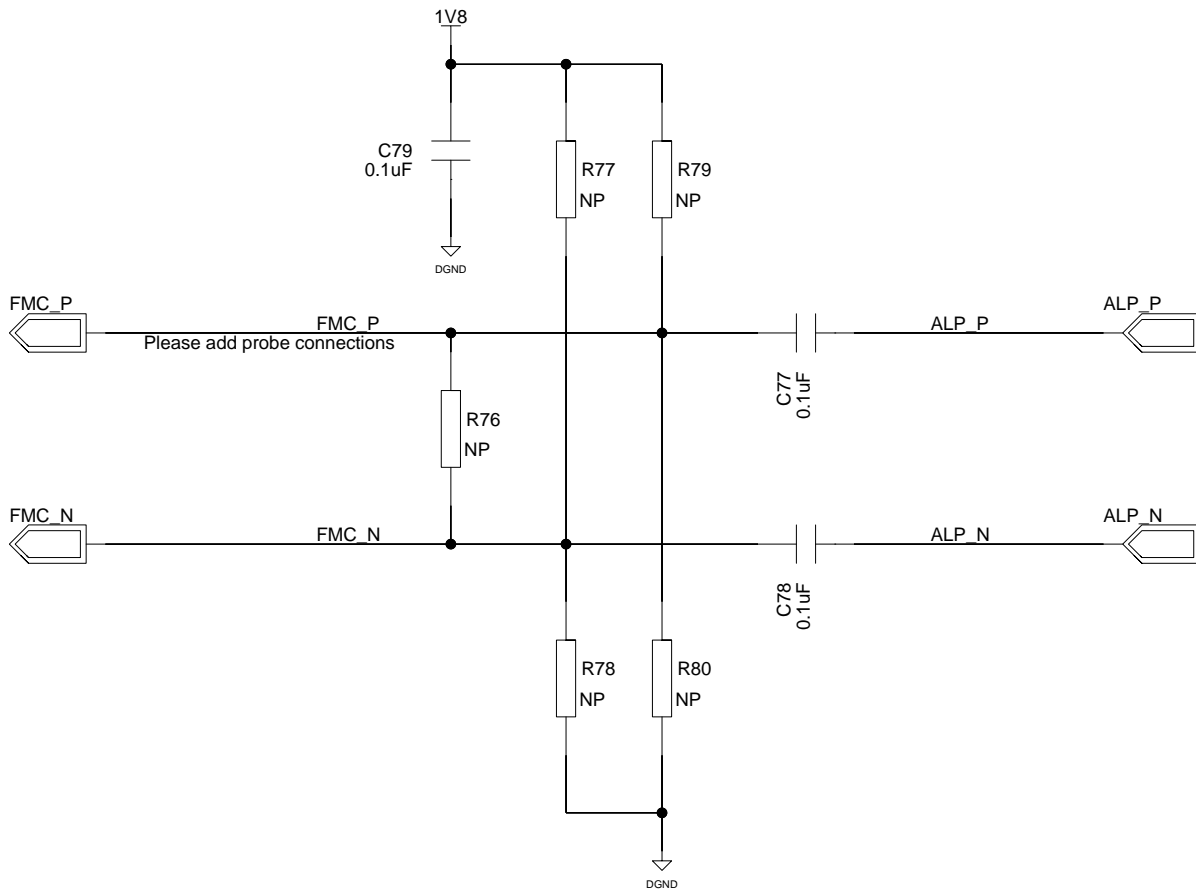 1V8
C79
0.1uF
R77
NP
R79
NP
DGND
FMC_P
FMC_P
Please add probe connections
ALP_P
ALP_P
C77
0.1uF
R76
NP
FMC_N
FMC_N
ALP_N
ALP_N
C78
0.1uF
R78
NP
R80
NP
DGND